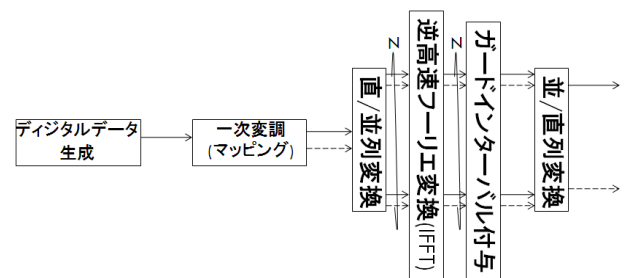 ディジタルデータ
生成
一次変調
(マッピング)
直/並列変換
N
逆高速フーリエ変換(IFFT)
N
ガードインターバル付与
並/直列変換